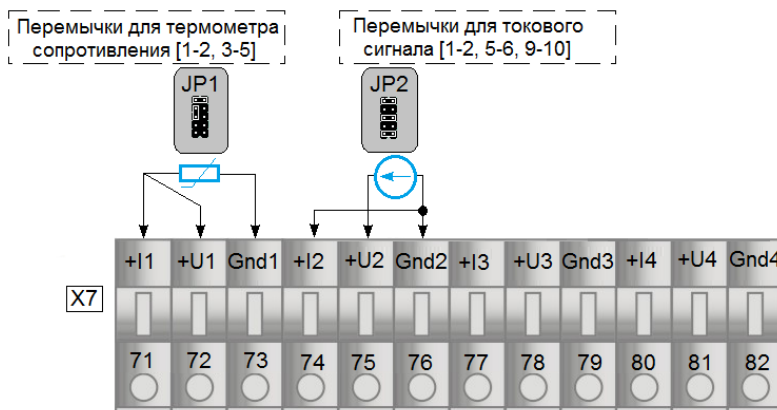 Перемычки для термометра
сопротивления [1-2, 3-5]
Перемычки для токового
сигнала [1-2, 5-6, 9-10]
JP1
JP2
+I1 +U1 Gnd1 +I2 +U2 Gnd2 +I3 +U3 Gnd3 +I4 +U4 Gnd4
X7
71 72 73 74 75 76 77 78 79 80 81 82